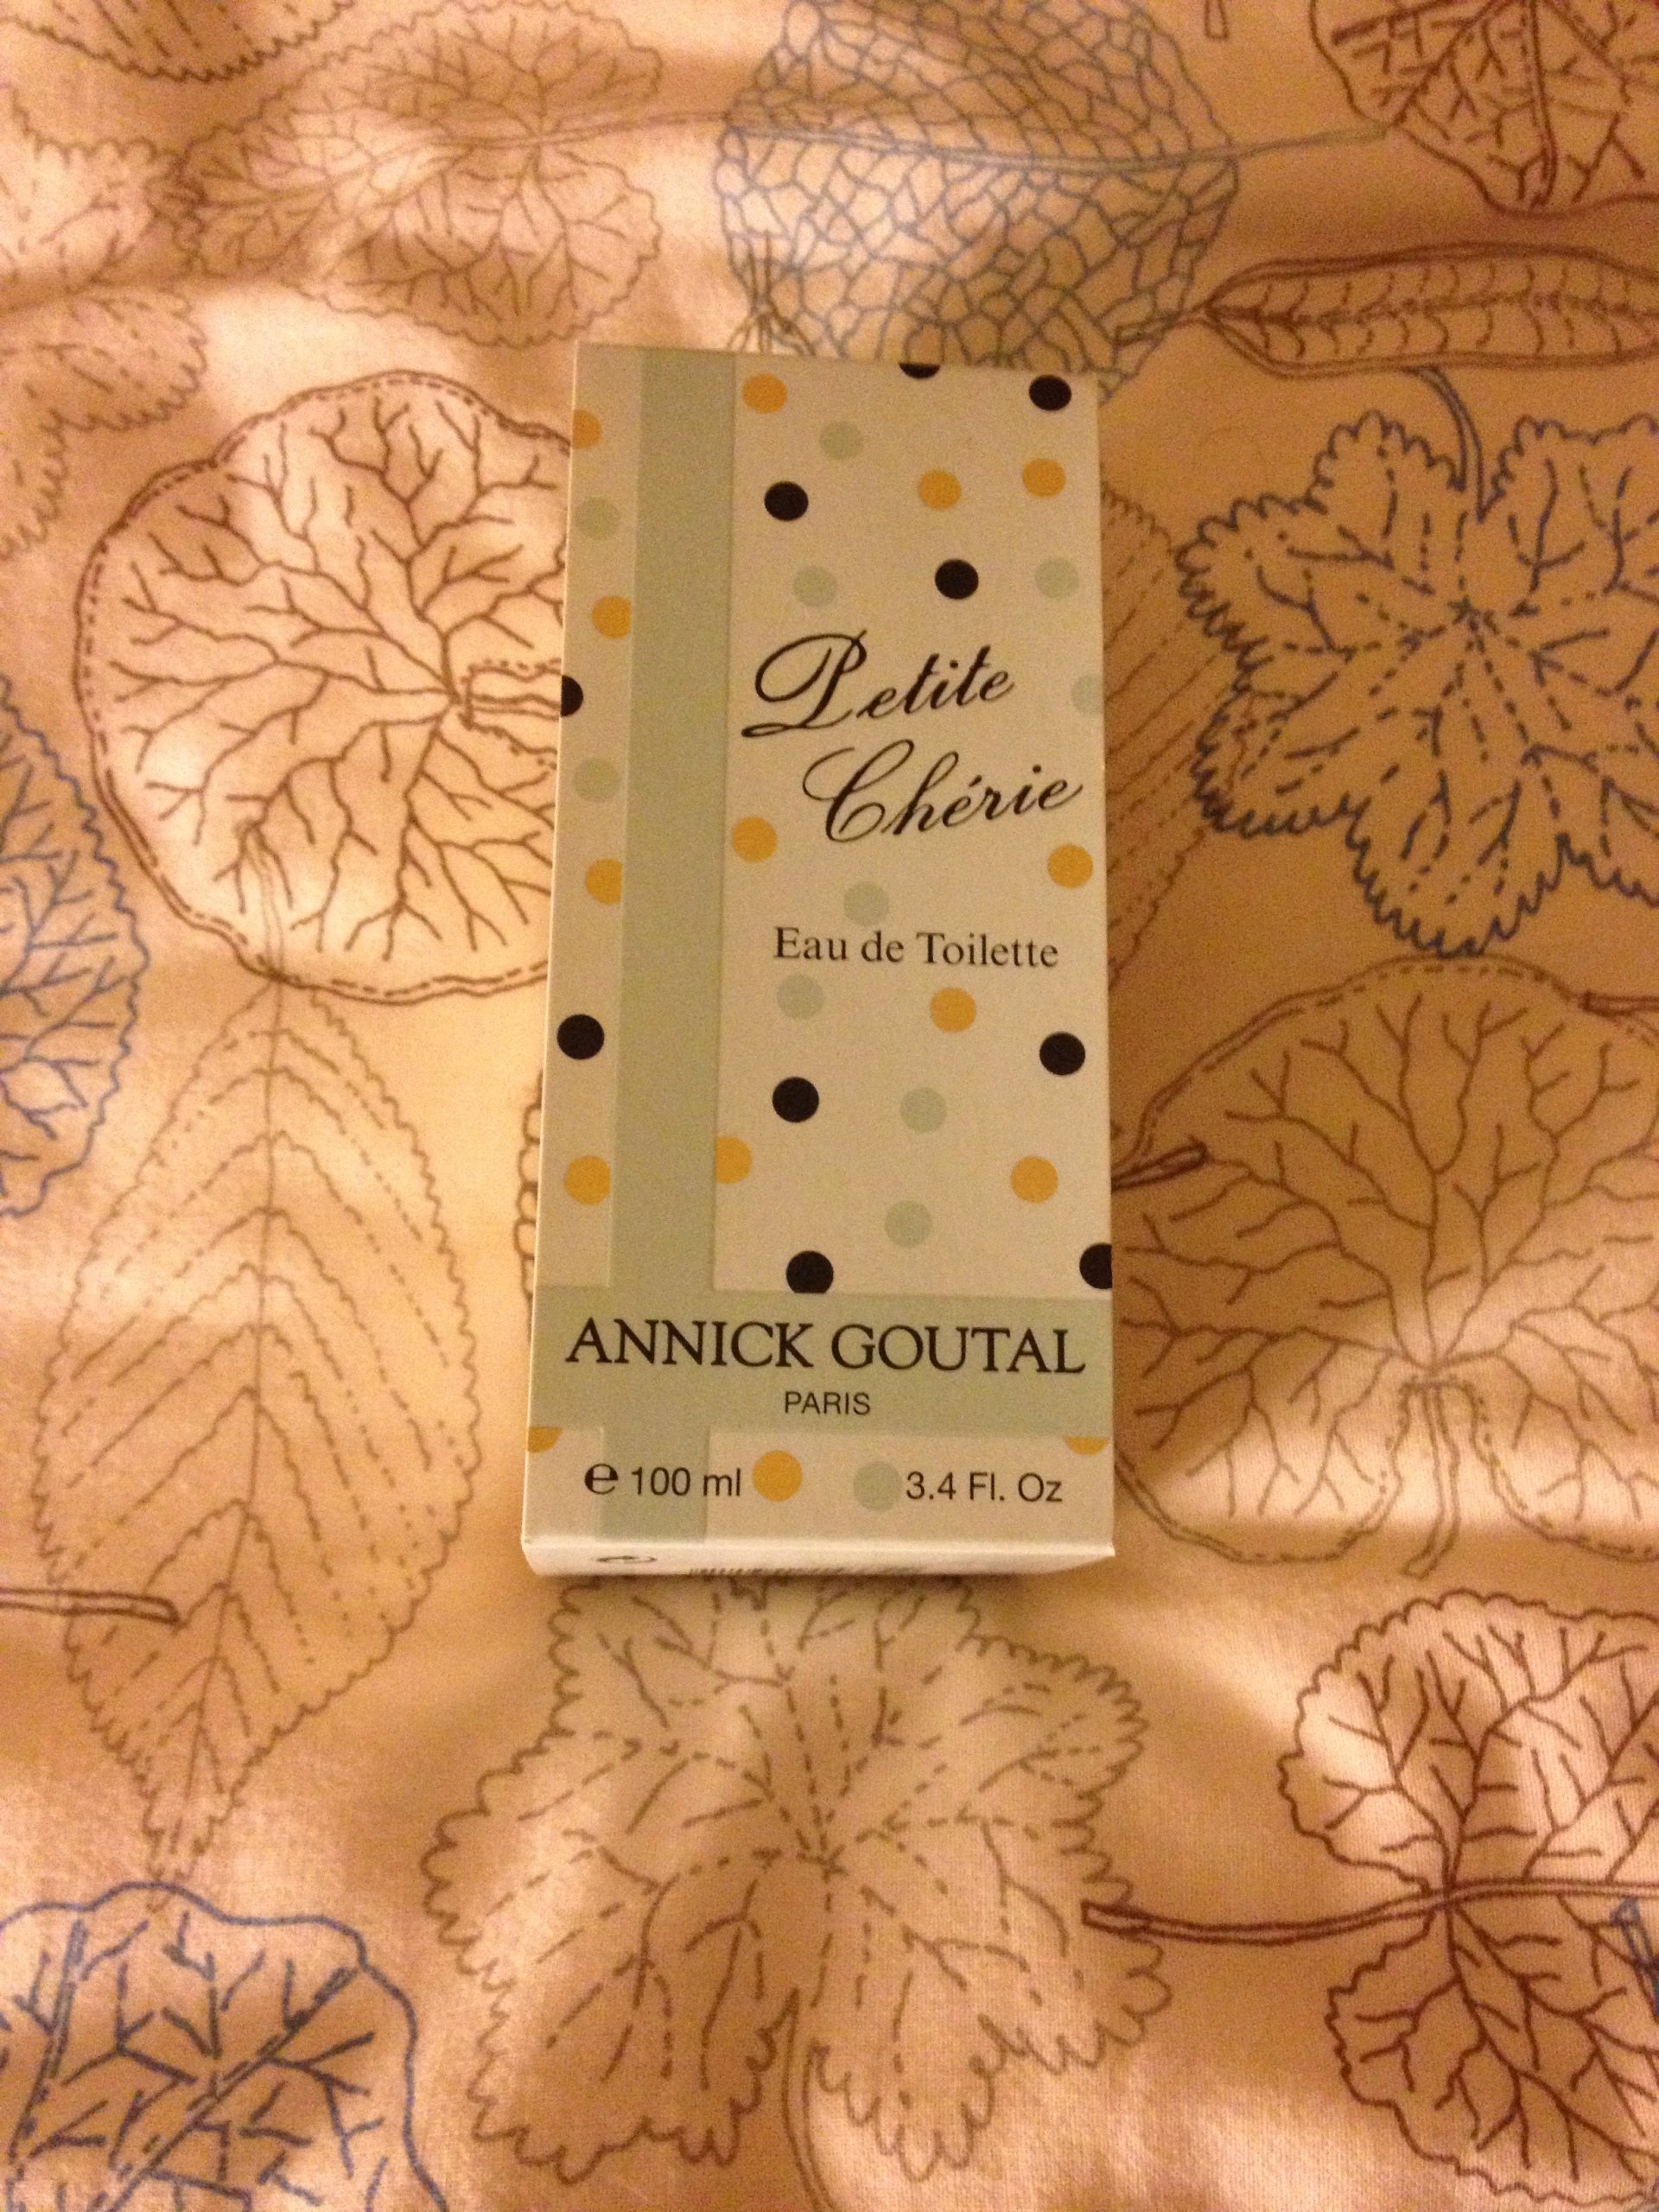 Petite
Chérie
Eau de Toilette
ANNICK GOUTAL
PARIS
℮ 100 ml 3.4 Fl. Oz